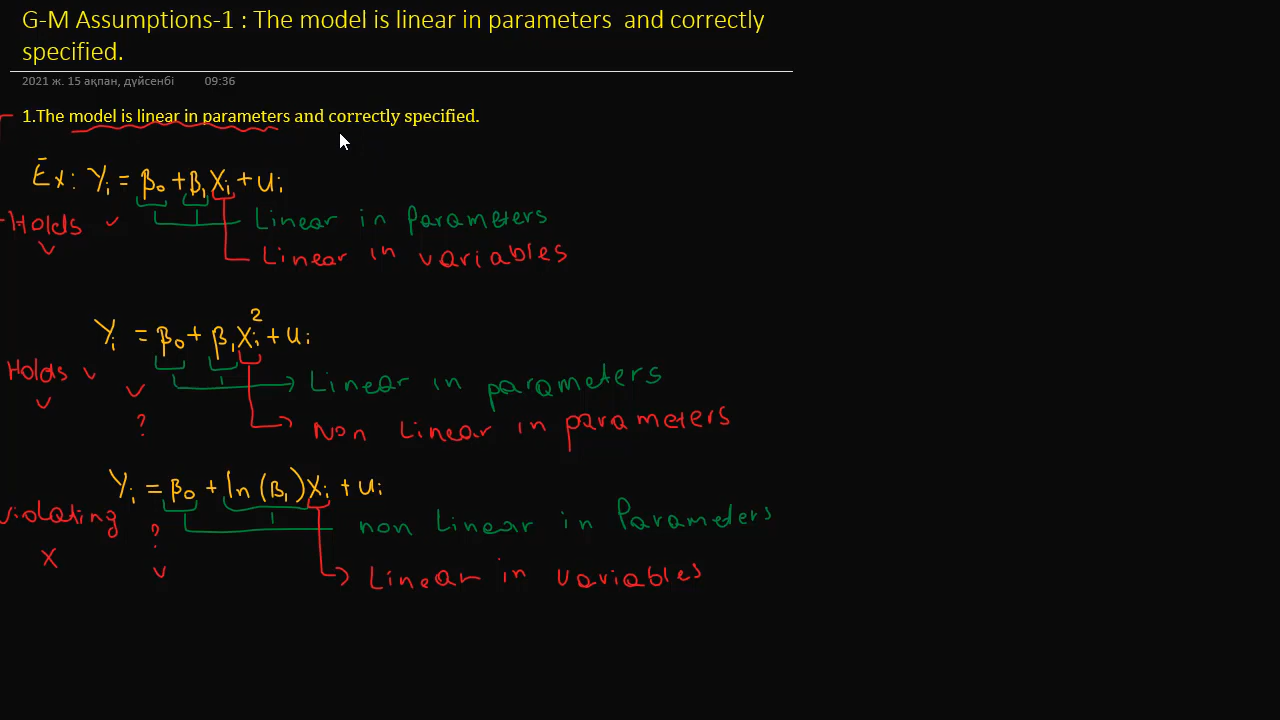 G-M Assumptions-1 : The model is linear in parameters and correctly
specified.
2021 ж. 15 ақпан, дүйсенбі 09:36
1.The model is linear in parameters and correctly specified.
Ex: Yᵢ = β₀ + β₁Xᵢ + uᵢ
Holds ✓ Linear in Parameters
✓ Linear in variables
Yᵢ = β₀ + β₁Xᵢ² + uᵢ
Holds ✓ ✓ Linear in parameters
✓ ? Non Linear in parameters
Yᵢ = β₀ + ln(β₁)Xᵢ + uᵢ
Violating ? non Linear in Parameters
X ✓ Linear in variables